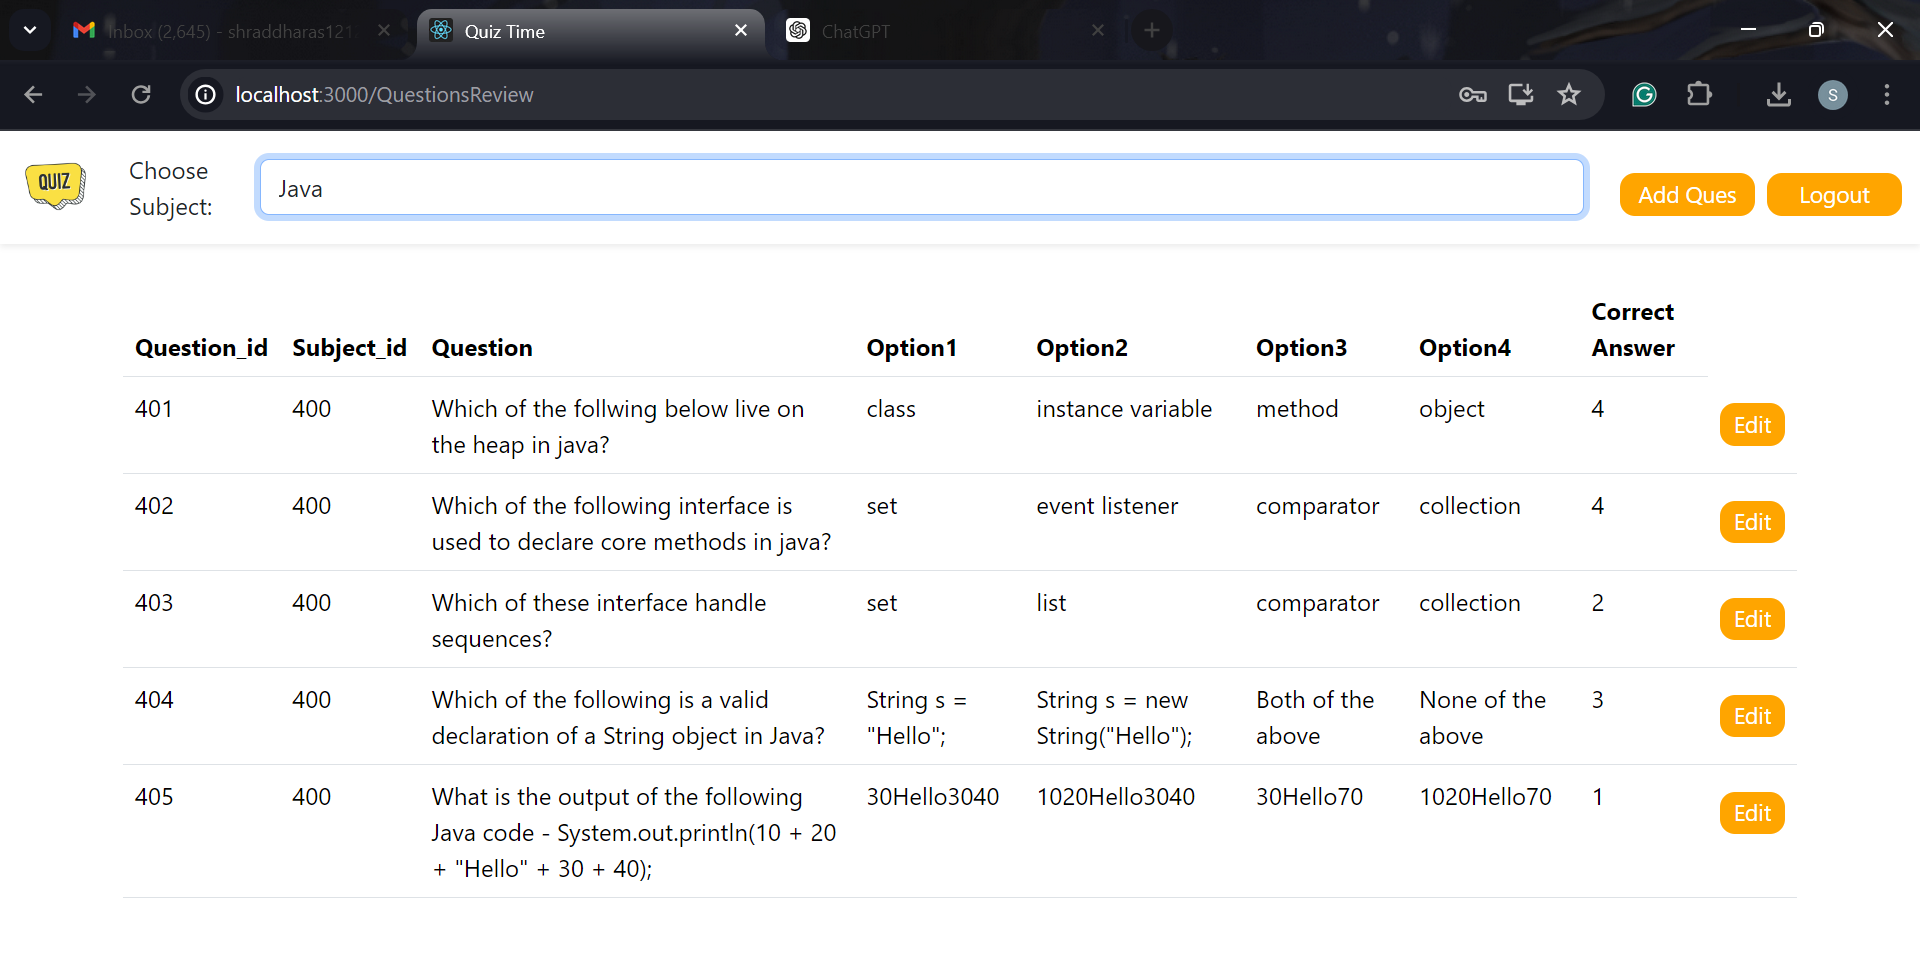 Inbox (2,645) - shraddharas121
Quiz Time
ChatGPT
localhost:3000/QuestionsReview
S
QUIZ
Choose
Subject:
Java
Add Ques
Logout
Question_id Subject_id Question Option1 Option2 Option3 Option4 Correct
Answer
401 400 Which of the follwing below live on class instance variable method object 4
the heap in java?
Edit
402 400 Which of the following interface is set event listener comparator collection 4
used to declare core methods in java?
Edit
403 400 Which of these interface handle set list comparator collection 2
sequences?
Edit
404 400 Which of the following is a valid String s = String s = new Both of the None of the 3
declaration of a String object in Java? "Hello"; String("Hello"); above above
Edit
405 400 What is the output of the following 30Hello3040 1020Hello3040 30Hello70 1020Hello70 1
Java code - System.out.println(10 + 20
+ "Hello" + 30 + 40);
Edit